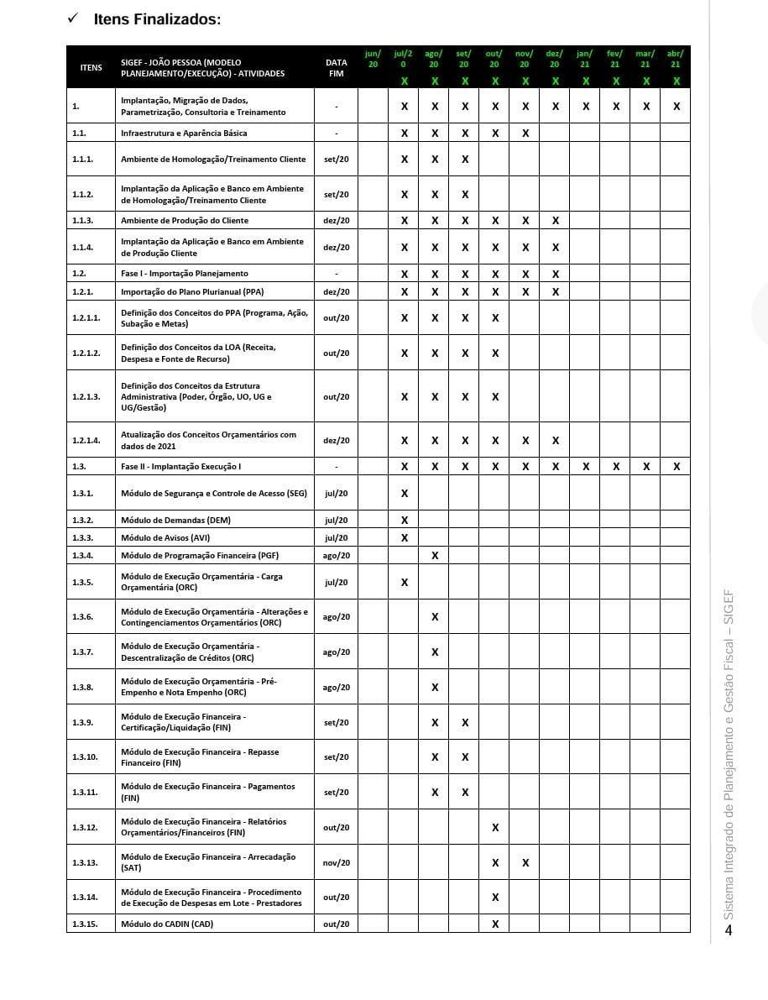 ✓ Itens Finalizados:
ITENS SIGEF - JOÃO PESSOA (MODELO PLANEJAMENTO/EXECUÇÃO) - ATIVIDADES DATA FIM jun/20 jul/20 ago/20 set/20 out/20 nov/20 dez/20 jan/21 fev/21 mar/21 abr/21
X X X X X X X X X X
1. Implantação, Migração de Dados,
Parametrização, Consultoria e Treinamento - X X X X X X X X X X
1.1. Infraestrutura e Aparência Básica - X X X X X
1.1.1. Ambiente de Homologação/Treinamento Cliente set/20 X X X
1.1.2. Implantação da Aplicação e Banco em Ambiente
de Homologação/Treinamento Cliente set/20 X X X
1.1.3. Ambiente de Produção do Cliente dez/20 X X X X X X
1.1.4. Implantação da Aplicação e Banco em Ambiente
de Produção Cliente dez/20 X X X X X X
1.2. Fase I - Importação Planejamento - X X X X X X
1.2.1. Importação do Plano Plurianual (PPA) dez/20 X X X X X X
1.2.1.1. Definição dos Conceitos do PPA (Programa, Ação,
Subação e Metas) out/20 X X X X
1.2.1.2. Definição dos Conceitos da LOA (Receita,
Despesa e Fonte de Recurso) out/20 X X X X
1.2.1.3. Definição dos Conceitos da Estrutura
Administrativa (Poder, Órgão, UO, UG e
UG/Gestão) out/20 X X X X
1.2.1.4. Atualização dos Conceitos Orçamentários com
dados de 2021 dez/20 X X X X X X
1.3. Fase II - Implantação Execução I - X X X X X X X X X X
1.3.1. Módulo de Segurança e Controle de Acesso (SEG) jul/20 X
1.3.2. Módulo de Demandas (DEM) jul/20 X
1.3.3. Módulo de Avisos (AVI) jul/20 X
1.3.4. Módulo de Programação Financeira (PGF) ago/20 X
1.3.5. Módulo de Execução Orçamentária - Carga
Orçamentária (ORC) jul/20 X
1.3.6. Módulo de Execução Orçamentária - Alterações e
Contingenciamentos Orçamentários (ORC) ago/20 X
1.3.7. Módulo de Execução Orçamentária -
Descentralização de Créditos (ORC) ago/20 X
1.3.8. Módulo de Execução Orçamentária - Pré-
Empenho e Nota Empenho (ORC) ago/20 X
1.3.9. Módulo de Execução Financeira -
Certificação/Liquidação (FIN) set/20 X X
1.3.10. Módulo de Execução Financeira - Repasse
Financeiro (FIN) set/20 X X
1.3.11. Módulo de Execução Financeira - Pagamentos
(FIN) set/20 X X
1.3.12. Módulo de Execução Financeira - Relatórios
Orçamentários/Financeiros (FIN) out/20 X
1.3.13. Módulo de Execução Financeira - Arrecadação
(SAT) nov/20 X X
1.3.14. Módulo de Execução Financeira - Procedimento
de Execução de Despesas em Lote - Prestadores out/20 X
1.3.15. Módulo do CADIN (CAD) out/20 X
Sistema Integrado de Planejamento e Gestão Fiscal – SIGEF
4